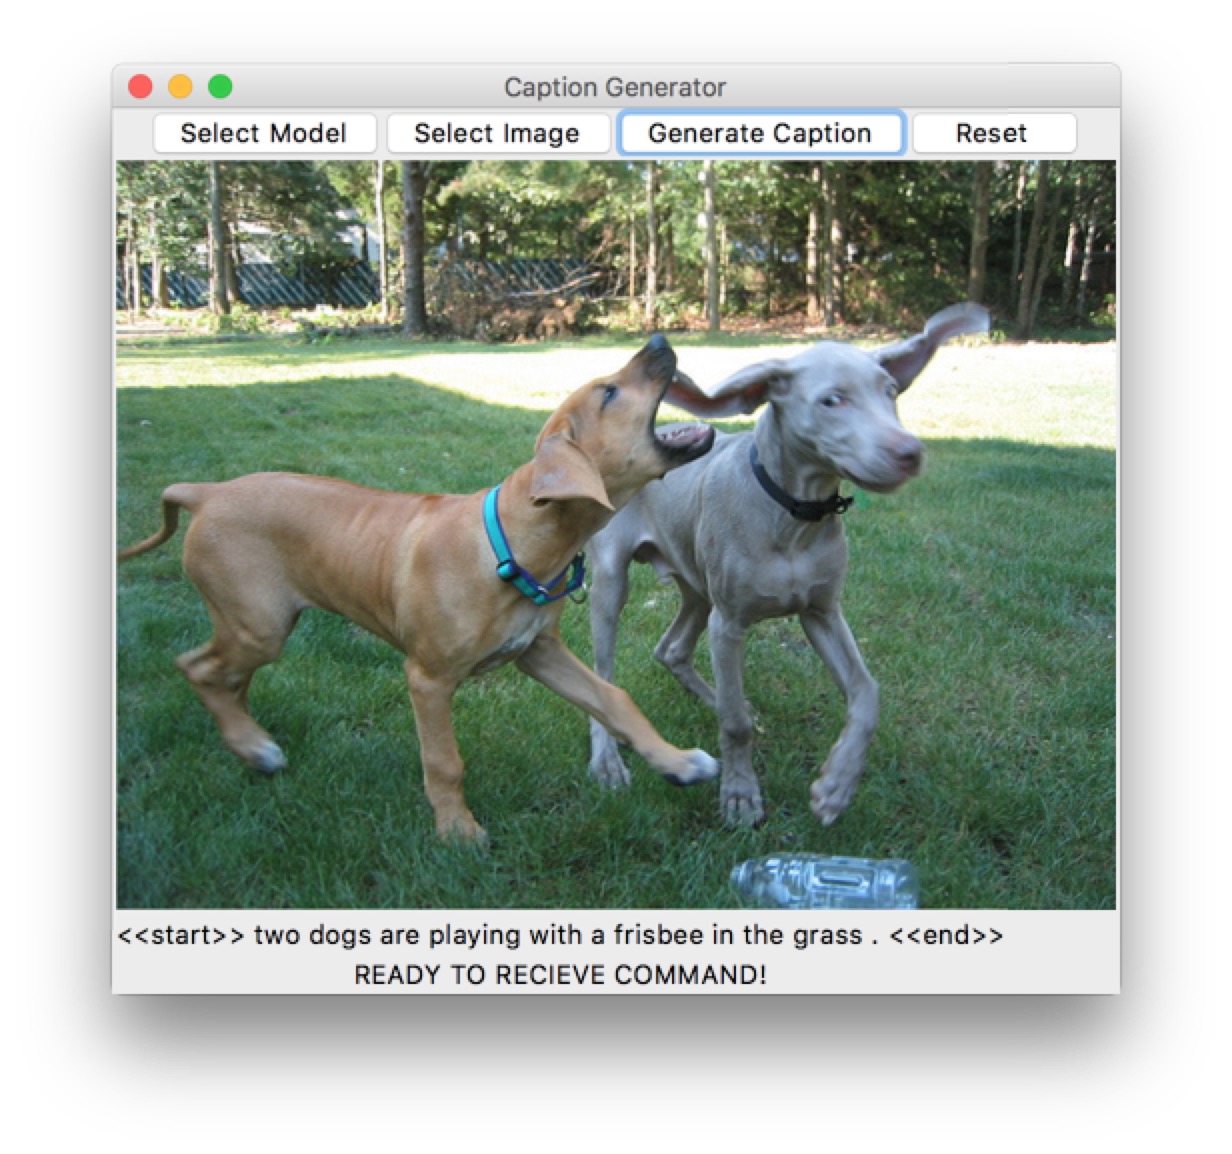 Caption Generator
Select Model Select Image Generate Caption Reset
<<start>> two dogs are playing with a frisbee in the grass . <<end>>
READY TO RECIEVE COMMAND!